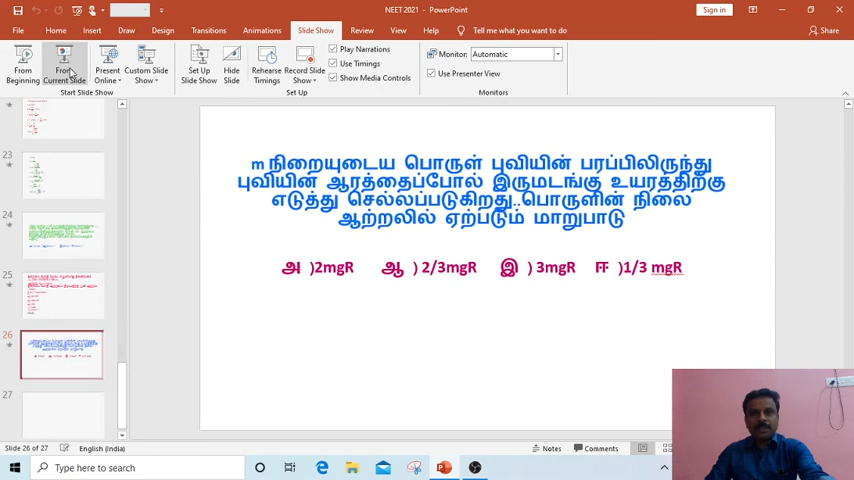 NEET 2021 - PowerPoint
Sign in
File Home Insert Draw Design Transitions Animations Slide Show Review View Help Tell me what you want to do
Share
From Beginning
From Current Slide
Present Online
Custom Slide Show
Set Up Slide Show
Hide Slide
Rehearse Timings
Record Slide Show
Play Narrations
Use Timings
Show Media Controls
Monitor: Automatic
Use Presenter View
Start Slide Show
Set Up
Monitors
23
24
25
26
27
m நிறையுடைய பொருள் புவியின் பரப்பிலிருந்து
புவியின் ஆரத்தைப்போல் இருமடங்கு உயரத்திற்கு
எடுத்து செல்லப்படுகிறது..பொருளின் நிலை
ஆற்றலில் ஏற்படும் மாறுபாடு
அ )2mgR ஆ ) 2/3mgR இ ) 3mgR ஈ )1/3 mgR
Slide 26 of 27 English (India) Notes Comments
Type here to search